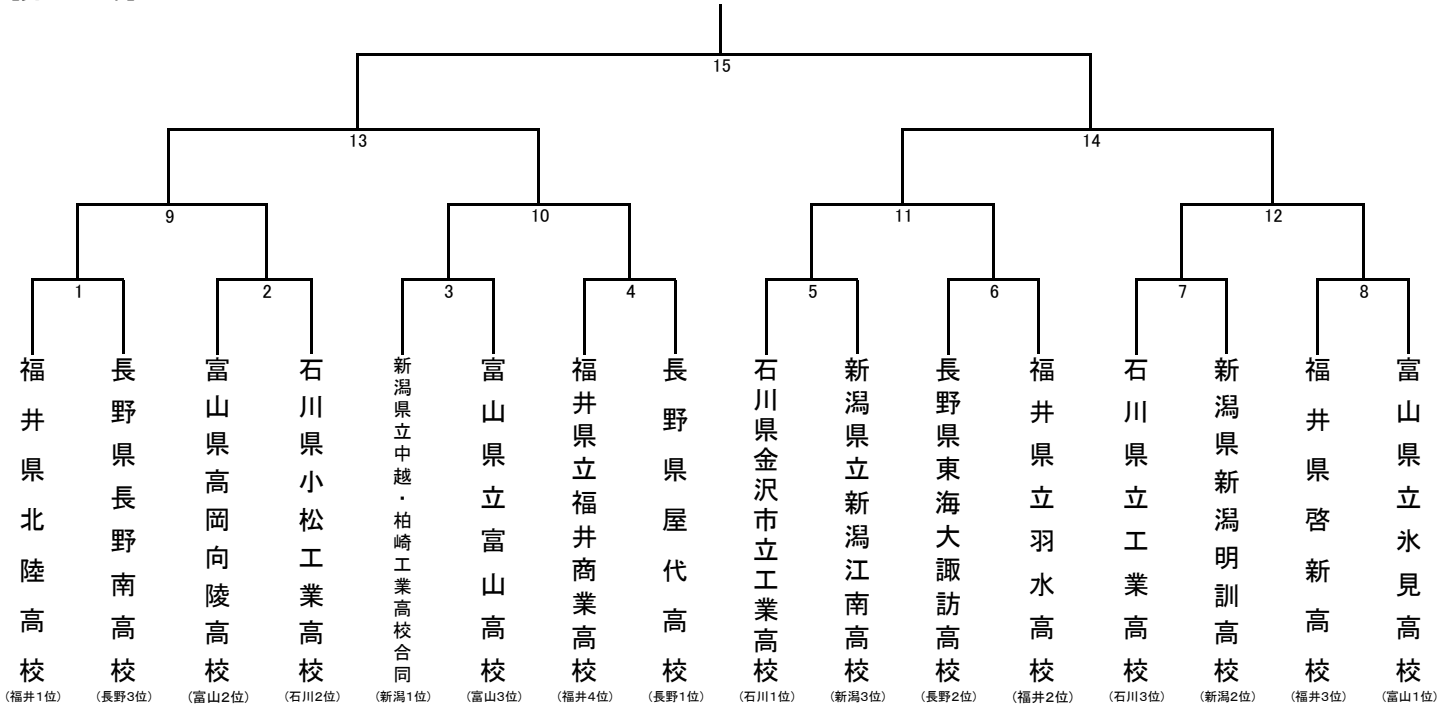 15
13
14
9
10
11
12
1
2
3
4
5
6
7
8
福井県北陸高校
長野県長野南高校
富山県高岡向陵高校
石川県小松工業高校
新潟県立中越・柏崎工業高校合同
富山県立富山高校
福井県立福井商業高校
長野県屋代高校
石川県金沢市立工業高校
新潟県立新潟江南高校
長野県東海大諏訪高校
福井県立羽水高校
石川県立工業高校
新潟県新潟明訓高校
福井県啓新高校
富山県立氷見高校
(福井1位)
(長野3位)
(富山2位)
(石川2位)
(新潟1位)
(富山3位)
(福井4位)
(長野1位)
(石川1位)
(新潟3位)
(長野2位)
(福井2位)
(石川3位)
(新潟2位)
(福井3位)
(富山1位)